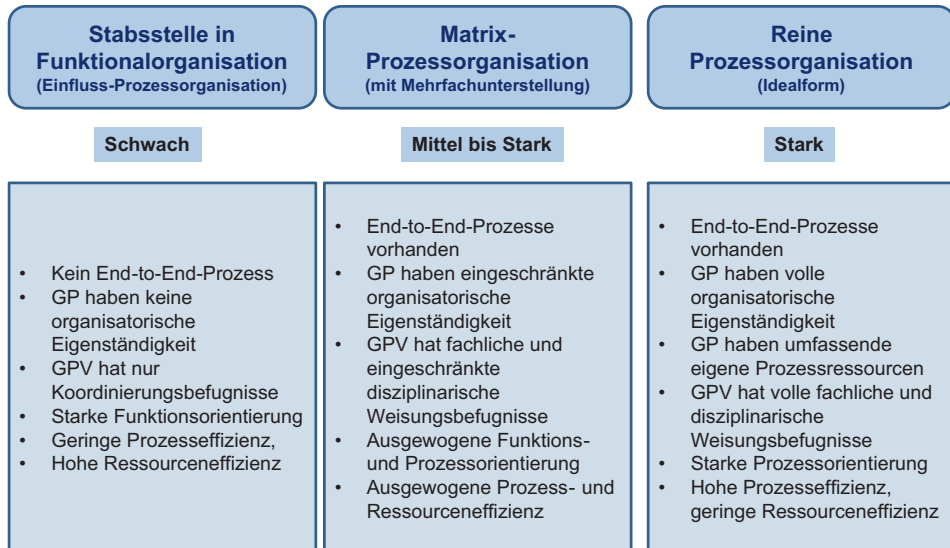 Stabsstelle in
Funktionalorganisation
(Einfluss-Prozessorganisation)
Schwach
• Kein End-to-End-Prozess
• GP haben keine
organisatorische
Eigenständigkeit
• GPV hat nur
Koordinierungsbefugnisse
• Starke Funktionsorientierung
• Geringe Prozesseffizienz,
• Hohe Ressourceneffizienz
Matrix-
Prozessorganisation
(mit Mehrfachunterstellung)
Mittel bis Stark
• End-to-End-Prozesse
vorhanden
• GP haben eingeschränkte
organisatorische
Eigenständigkeit
• GPV hat fachliche und
eingeschränkte
disziplinarische
Weisungsbefugnisse
• Ausgewogene Funktions-
und Prozessorientierung
• Ausgewogene Prozess- und
Ressourceneffizienz
Reine
Prozessorganisation
(Idealform)
Stark
• End-to-End-Prozesse
vorhanden
• GP haben volle
organisatorische
Eigenständigkeit
• GP haben umfassende
eigene Prozessressourcen
• GPV hat volle fachliche und
disziplinarische
Weisungsbefugnisse
• Starke Prozessorientierung
• Hohe Prozesseffizienz,
geringe Ressourceneffizienz